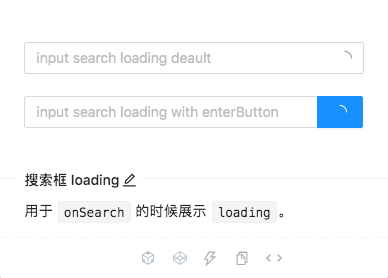 input search loading deault
input search loading with enterButton
搜索框 loading
用于 onSearch 的时候展示 loading 。